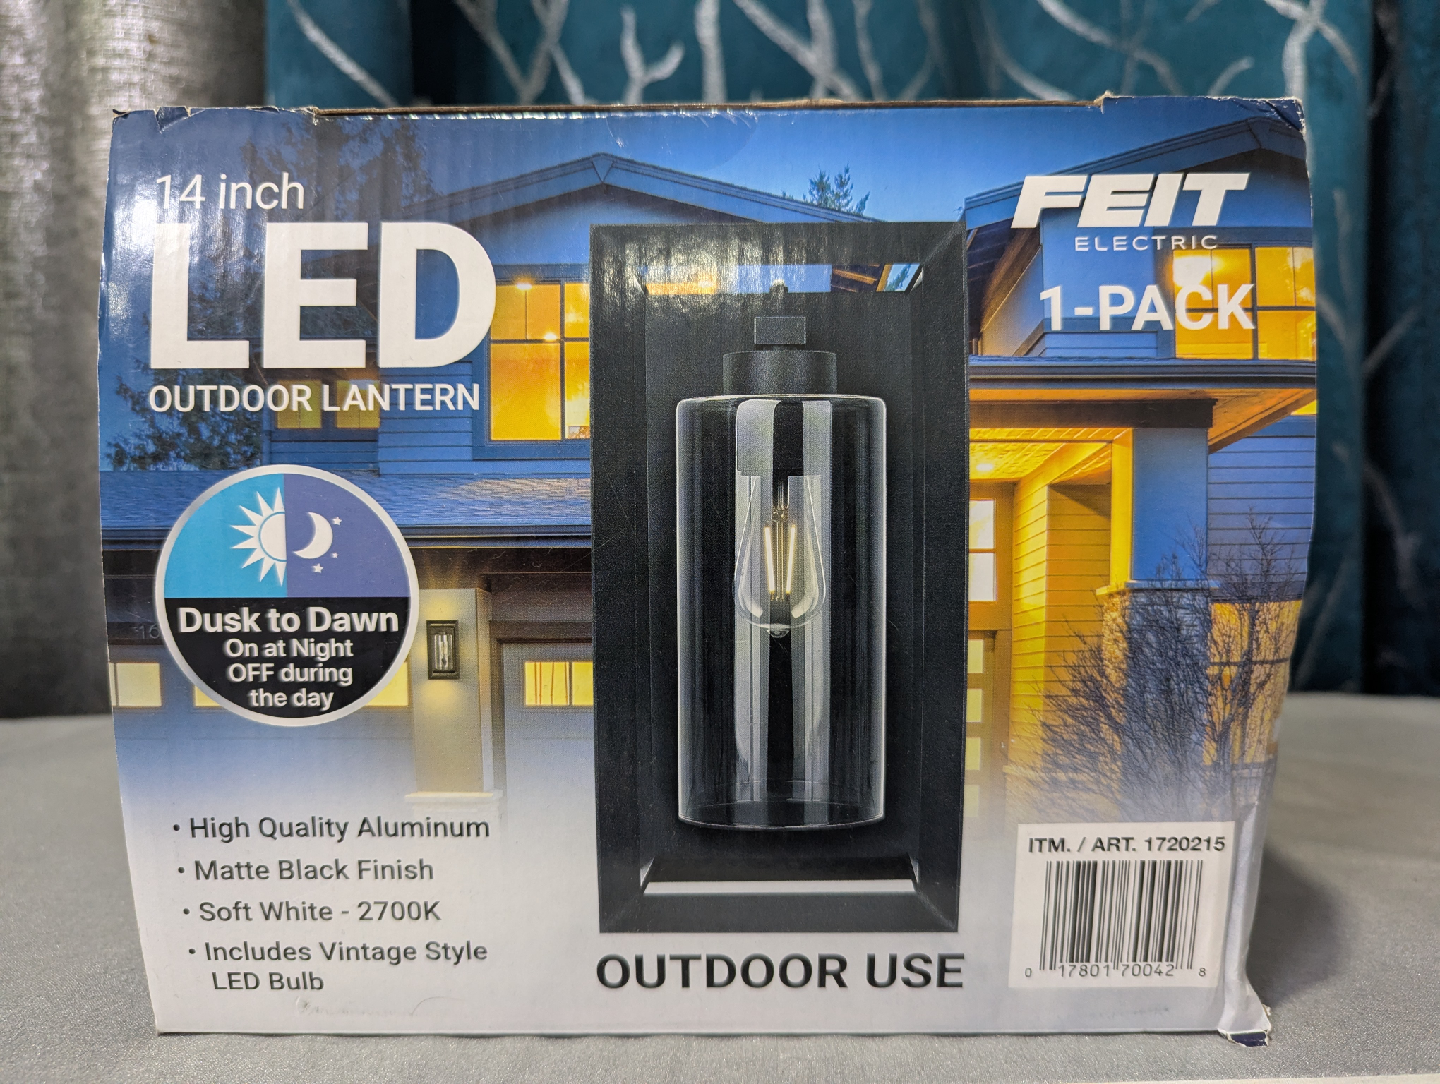 14 inch
LED
OUTDOOR LANTERN
FEIT
ELECTRIC
1-PACK
Dusk to Dawn
On at Night
OFF during
the day
• High Quality Aluminum
• Matte Black Finish
• Soft White - 2700K
• Includes Vintage Style
LED Bulb
OUTDOOR USE
ITM. / ART. 1720215
0 17801 70042 8